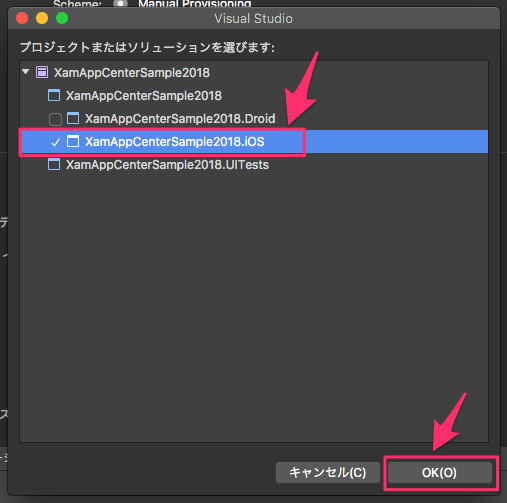 Scheme: Manual Provisioning
Visual Studio
プロジェクトまたはソリューションを選びます:
XamAppCenterSample2018
XamAppCenterSample2018
XamAppCenterSample2018.Droid
XamAppCenterSample2018.iOS
XamAppCenterSample2018.UITests
キャンセル(C)
OK(O)